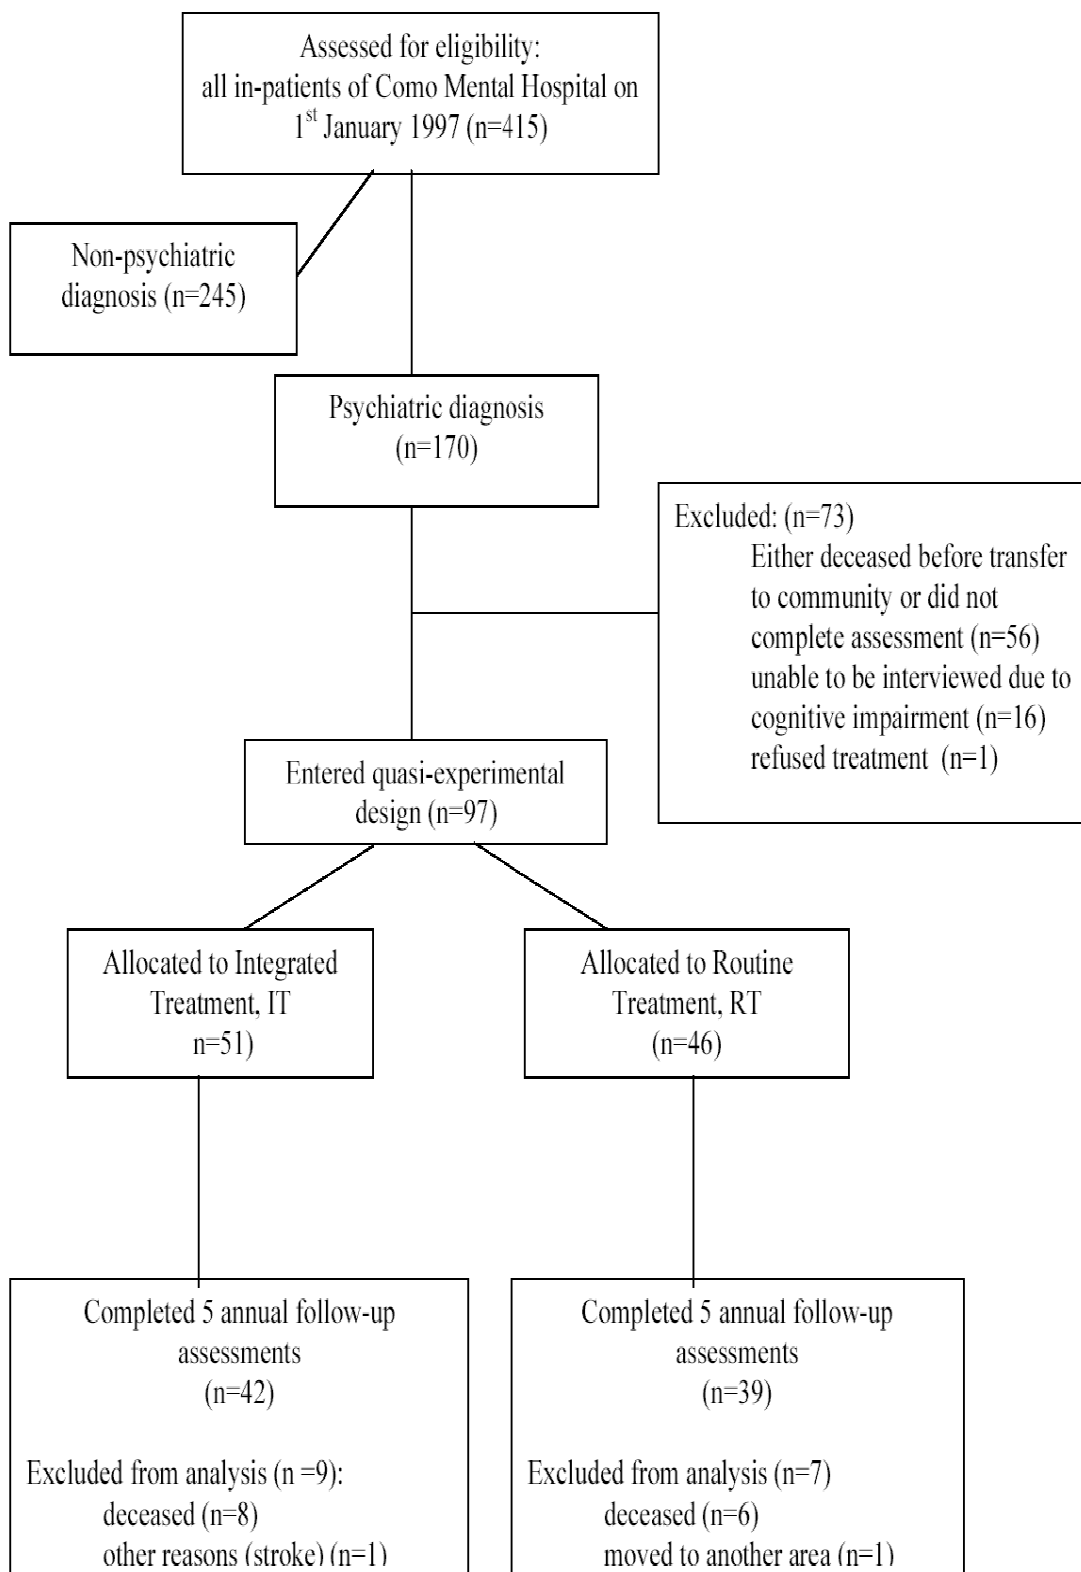 Assessed for eligibility:
all in-patients of Como Mental Hospital on
1st January 1997 (n=415)
Non-psychiatric
diagnosis (n=245)
Psychiatric diagnosis
(n=170)
Excluded: (n=73)
Either deceased before transfer
to community or did not
complete assessment (n=56)
unable to be interviewed due to
cognitive impairment (n=16)
refused treatment (n=1)
Entered quasi-experimental
design (n=97)
Allocated to Integrated
Treatment, IT
n=51)
Allocated to Routine
Treatment, RT
(n=46)
Completed 5 annual follow-up
assessments
(n=42)
Excluded from analysis (n =9):
deceased (n=8)
other reasons (stroke) (n=1)
Completed 5 annual follow-up
assessments
(n=39)
Excluded from analysis (n=7)
deceased (n=6)
moved to another area (n=1)